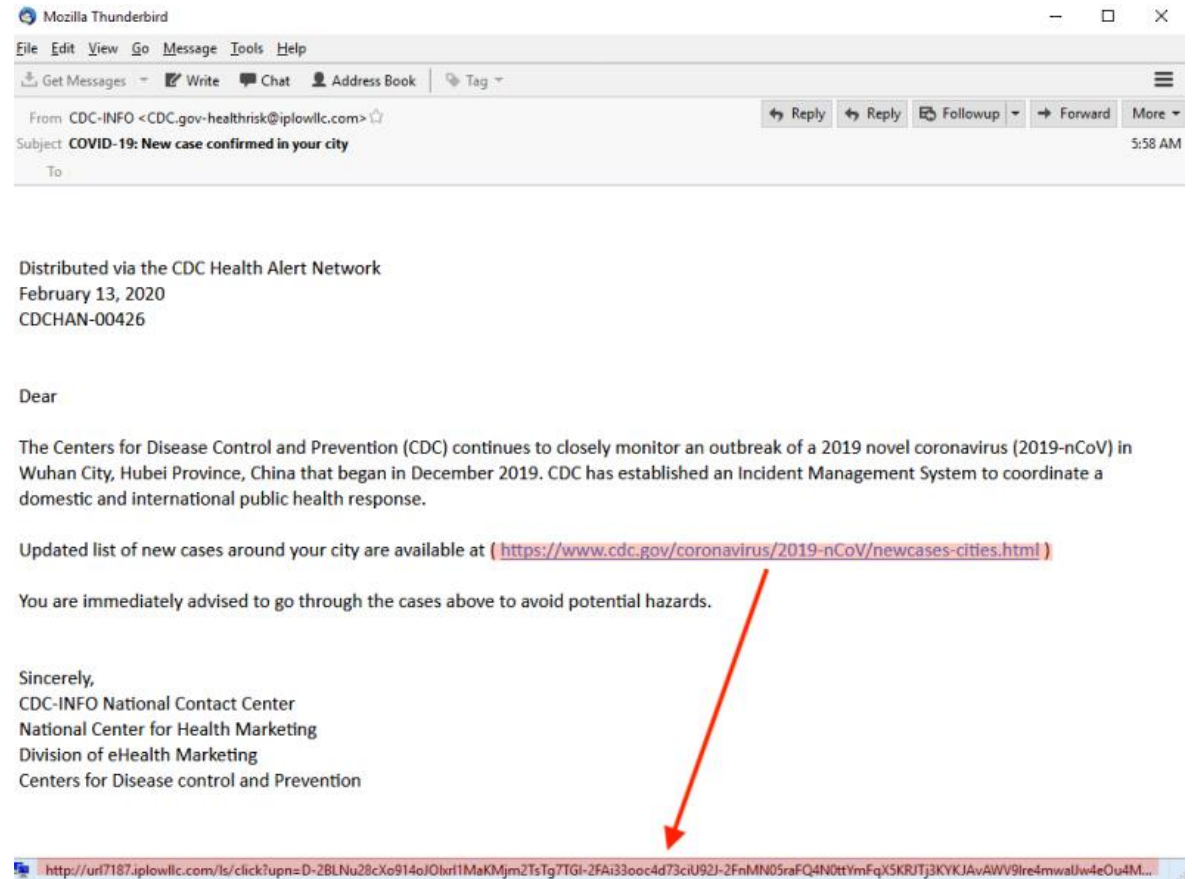 Mozilla Thunderbird
File Edit View Go Message Tools Help
Get Messages Write Chat Address Book Tag
From CDC-INFO <CDC.gov-healthrisk@iplowllc.com> Reply Reply Followup Forward More
Subject COVID-19: New case confirmed in your city 5:58 AM
To
Distributed via the CDC Health Alert Network
February 13, 2020
CDCHAN-00426
Dear
The Centers for Disease Control and Prevention (CDC) continues to closely monitor an outbreak of a 2019 novel coronavirus (2019-nCoV) in
Wuhan City, Hubei Province, China that began in December 2019. CDC has established an Incident Management System to coordinate a
domestic and international public health response.
Updated list of new cases around your city are available at ( https://www.cdc.gov/coronavirus/2019-nCoV/newcases-cities.html )
You are immediately advised to go through the cases above to avoid potential hazards.
Sincerely,
CDC-INFO National Contact Center
National Center for Health Marketing
Division of eHealth Marketing
Centers for Disease control and Prevention